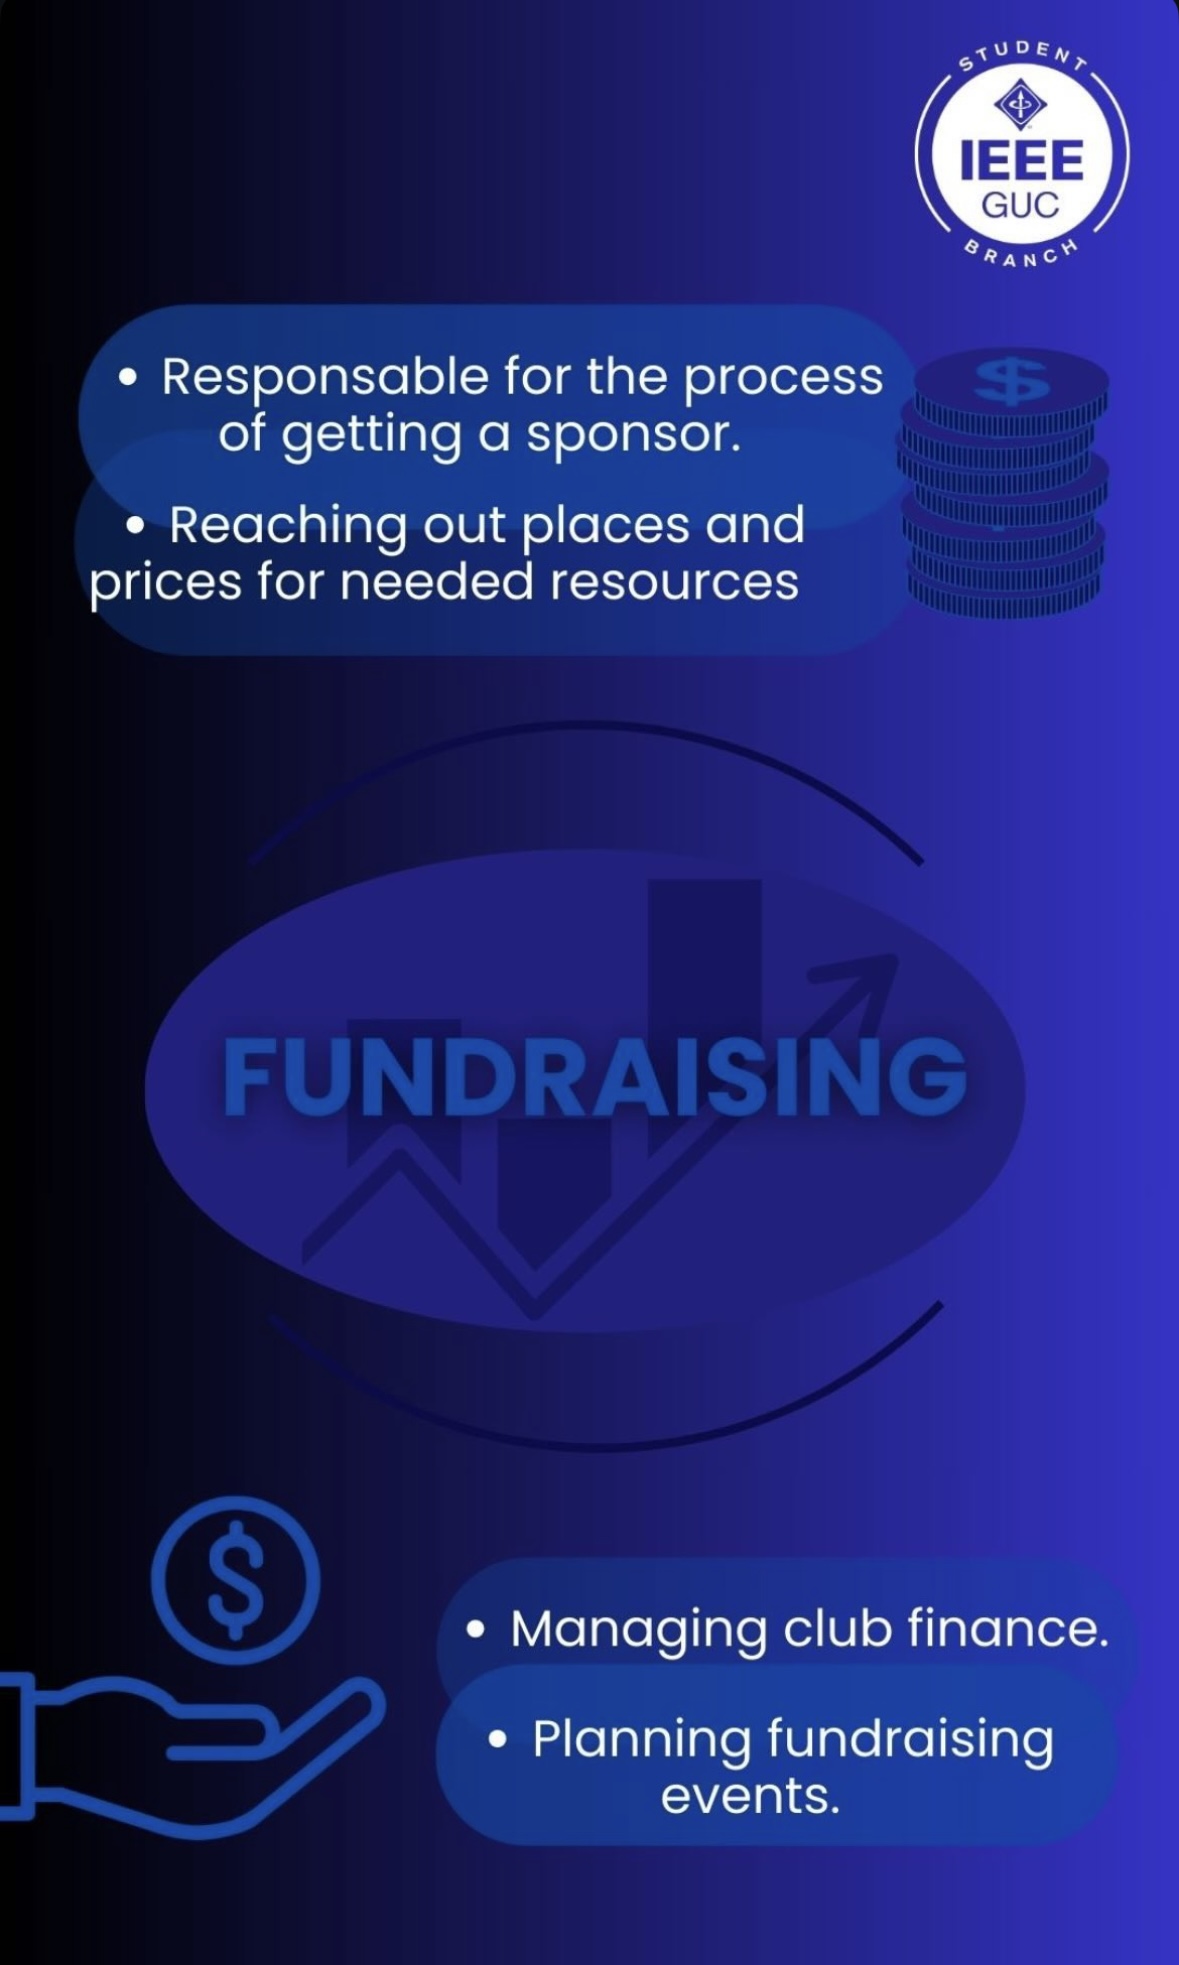 STUDENT
IEEE
GUC
BRANCH
• Responsable for the process
of getting a sponsor.
• Reaching out places and
prices for needed resources
FUNDRAISING
• Managing club finance.
• Planning fundraising
events.